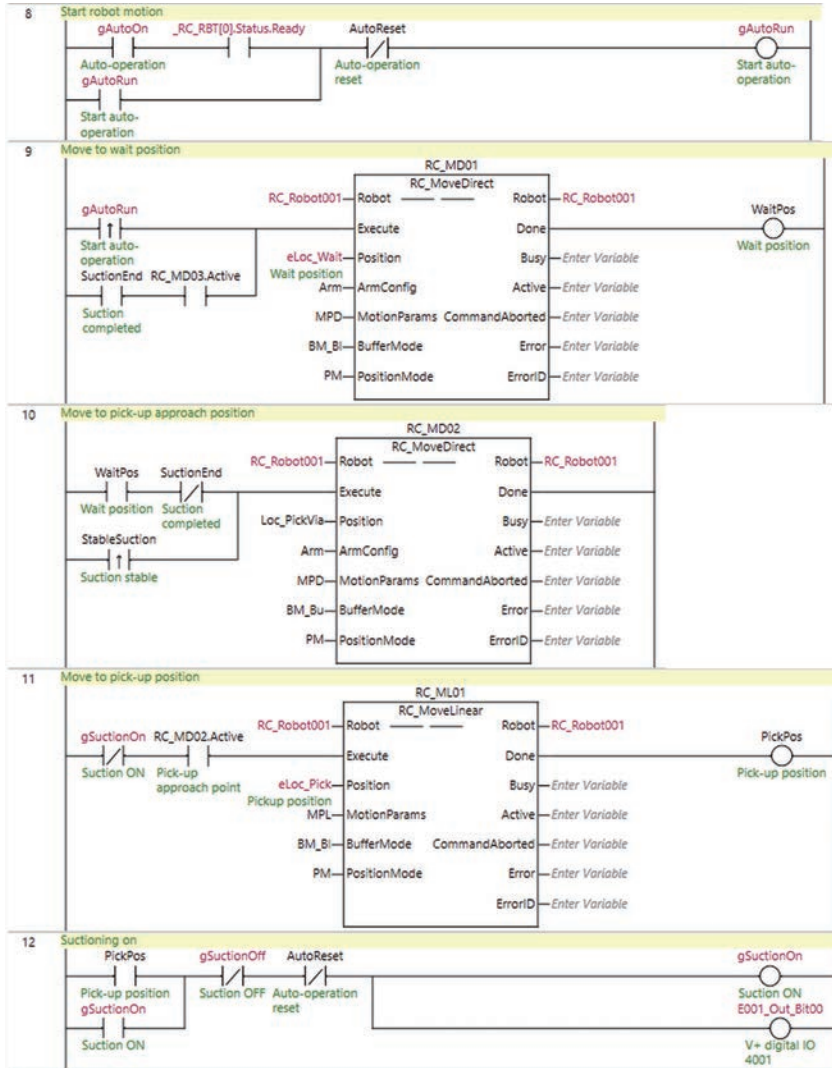 8 Start robot motion
gAutoOn _RC_RBT[0].Status.Ready AutoReset gAutoRun
Auto-operation Auto-operation reset Start auto-operation
gAutoRun
Start auto-operation
9 Move to wait position
RC_MD01
RC_MoveDirect
RC_Robot001 Robot Robot RC_Robot001
gAutoRun Execute Done WaitPos
Start auto-operation Wait position
eLoc_Wait Position Busy Enter Variable
Wait position
SuctionEnd RC_MD03.Active
Suction completed
Arm ArmConfig Active Enter Variable
MPD MotionParams CommandAborted Enter Variable
BM_Bl BufferMode Error Enter Variable
PM PositionMode ErrorID Enter Variable
10 Move to pick-up approach position
RC_MD02
RC_MoveDirect
RC_Robot001 Robot Robot RC_Robot001
WaitPos SuctionEnd Execute Done
Wait position Suction completed
Loc_PickVia Position Busy Enter Variable
StableSuction
Suction stable
Arm ArmConfig Active Enter Variable
MPD MotionParams CommandAborted Enter Variable
BM_Bu BufferMode Error Enter Variable
PM PositionMode ErrorID Enter Variable
11 Move to pick-up position
RC_ML01
RC_MoveLinear
RC_Robot001 Robot Robot RC_Robot001
gSuctionOn RC_MD02.Active Execute Done PickPos
Suction ON Pick-up approach point Pick-up position
eLoc_Pick Position Busy Enter Variable
Pickup position
MPL MotionParams Active Enter Variable
BM_Bl BufferMode CommandAborted Enter Variable
PM PositionMode Error Enter Variable
ErrorID Enter Variable
12 Suctioning on
PickPos gSuctionOff AutoReset gSuctionOn
Pick-up position Suction OFF Auto-operation reset Suction ON
gSuctionOn E001_Out_Bit00
Suction ON V+ digital IO 4001